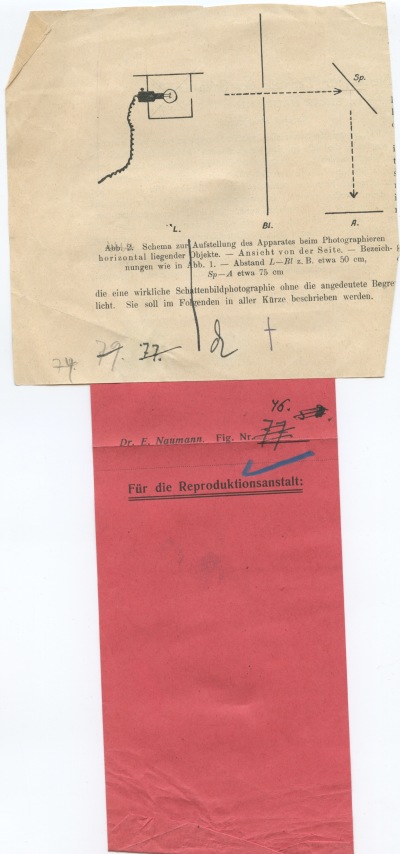 Sp.
L.
Bl.
A.
Abb. 2. Schema zur Aufstellung des Apparates beim Photographieren
horizontal liegender Objekte. — Ansicht von der Seite. — Bezeich-
nungen wie in Abb. 1. — Abstand L—Bl z. B. etwa 50 cm,
Sp—A etwa 75 cm
die eine wirkliche Schattenbildphotographie ohne die angedeutete Begre
licht. Sie soll im Folgenden in aller Kürze beschrieben werden.
74. 79. 77.
46.
Dr. E. Naumann. Fig. Nr. 77
Für die Reproduktionsanstalt: